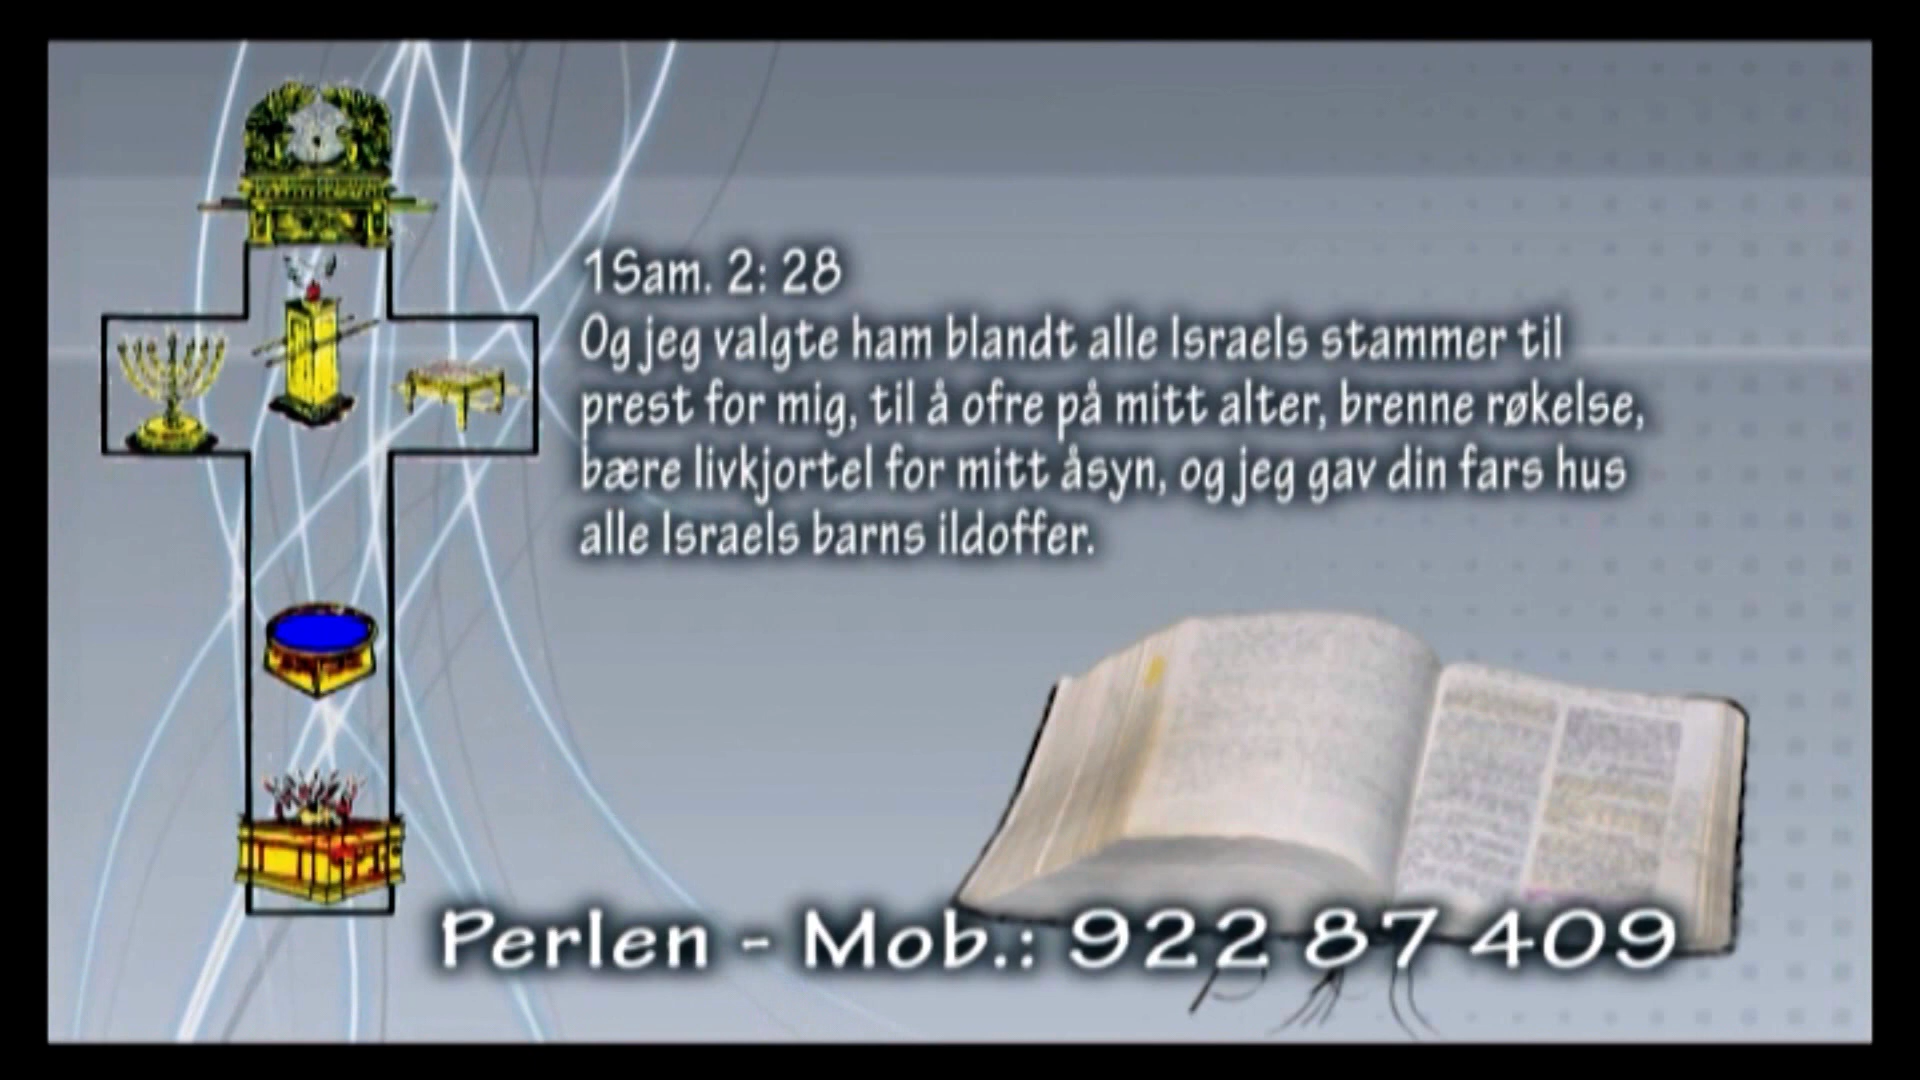 1Sam. 2: 28
Og jeg valgte ham blandt alle Israels stammer til
prest for mig, til å ofre på mitt alter, brenne røkelse,
bære livkjortel for mitt åsyn, og jeg gav din fars hus
alle Israels barns ildoffer.
Perlen - Mob.: 922 87 409